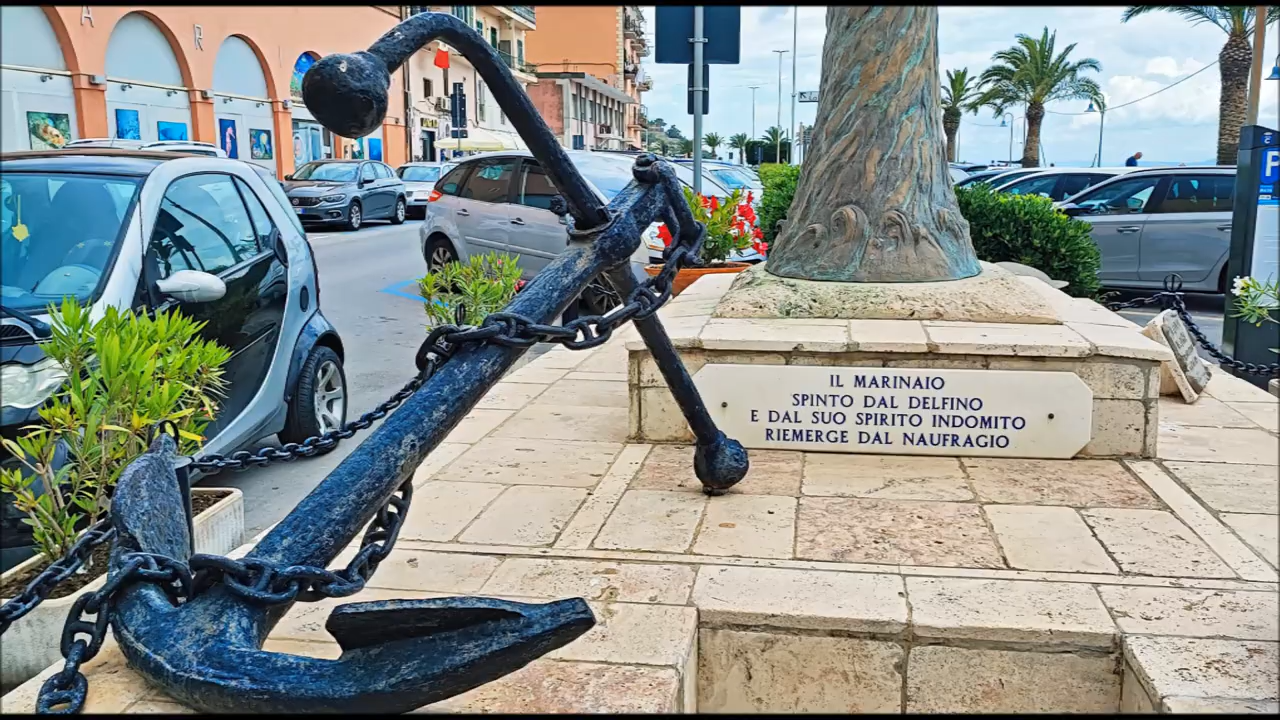 A R
P
IL MARINAIO
SPINTO DAL DELFINO
E DAL SUO SPIRITO INDOMITO
RIEMERGE DAL NAUFRAGIO